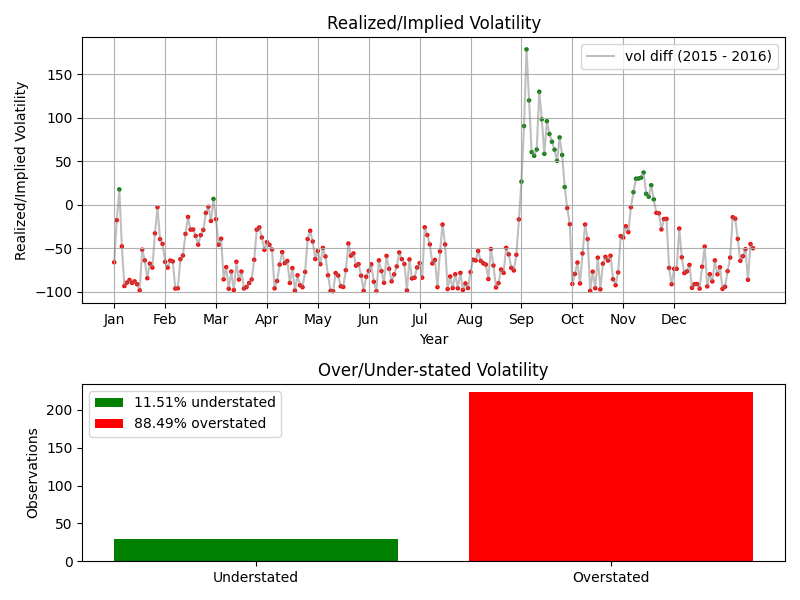 Realized/Implied Volatility
vol diff (2015 - 2016)
Realized/Implied Volatility
150
100
50
0
−50
−100
Jan Feb Mar Apr May Jun Jul Aug Sep Oct Nov Dec
Year
Over/Under-stated Volatility
11.51% understated
88.49% overstated
Observations
200
150
100
50
0
Understated Overstated